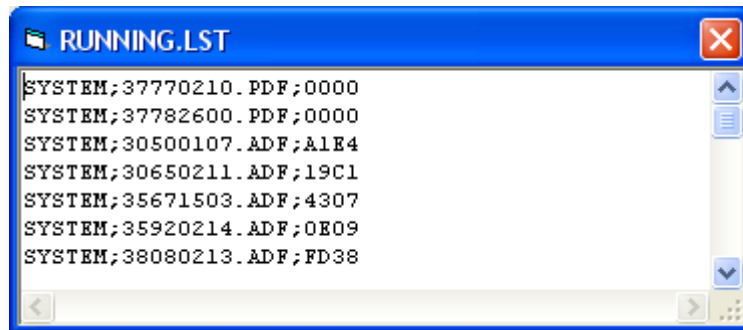 RUNNING.LST
SYSTEM;37770210.PDF;0000
SYSTEM;37782600.PDF;0000
SYSTEM;30500107.ADF;A1E4
SYSTEM;30650211.ADF;19C1
SYSTEM;35671503.ADF;4307
SYSTEM;35920214.ADF;0E09
SYSTEM;38080213.ADF;FD38